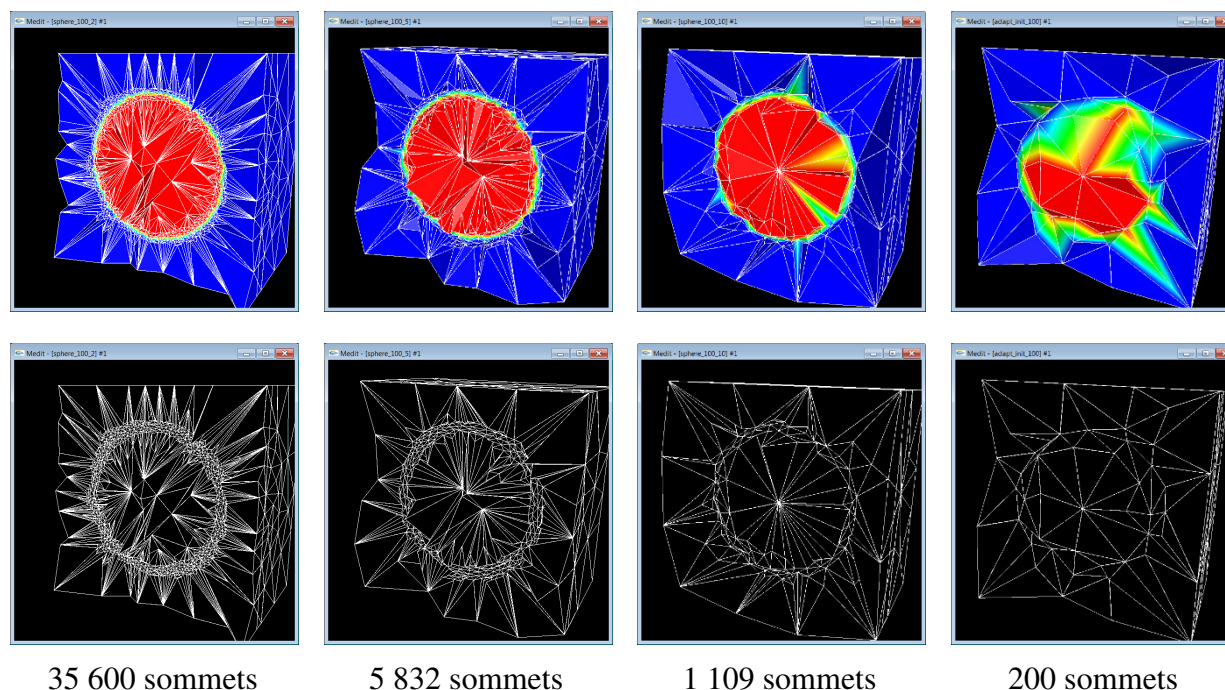 Medit - [sphere_100_2] #1
Medit - [sphere_100_5] #1
Medit - [sphere_100_10] #1
Medit - [adapt_init_100] #1
Medit - [sphere_100_2] #1
Medit - [sphere_100_5] #1
Medit - [sphere_100_10] #1
Medit - [adapt_init_100] #1
35 600 sommets
5 832 sommets
1 109 sommets
200 sommets